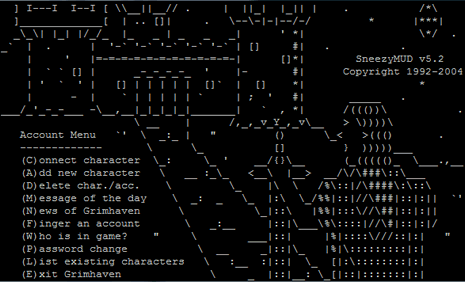 SneezyMUD v5.2
Copyright 1992-2004
Account Menu
-------------
(C)onnect character
(A)dd new character
(D)elete char./acc.
(M)essage of the day
(N)ews of Grimhaven
(F)inger an account
(W)ho is in game?
(P)assword change
(L)ist existing characters
(E)xit Grimhaven